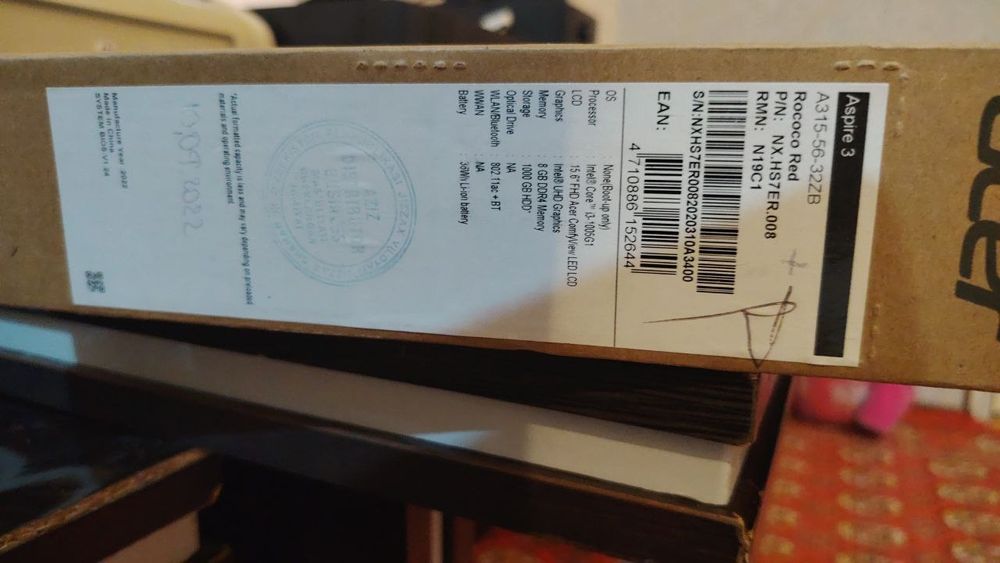 acer
Aspire 3
A315-56-32ZB
Rococo Red
P/N: NX.HS7ER.008
RMN: N19C1
S/N:NXHS7ER0082020310A3400
EAN:
4 710886 152644
OS : None(Boot-up only)
Processor : Intel® Core™ i3-1005G1
LCD : 15.6" FHD Acer ComfyView LED LCD
Graphics : Intel® UHD Graphics
Memory : 8 GB DDR4 Memory
Storage : 1000 GB HDD*
Optical Drive : NA
WLAN/Bluetooth : 802.11ac + BT
WWAN : NA
Battery : 36Wh Li-ion battery
AZIZ
*Actual formatted capacity is less and may vary depending on preloaded
materials and operating environment
Manufacture Year: 2022
Made in China
SYSTEM BIOS:V1.04